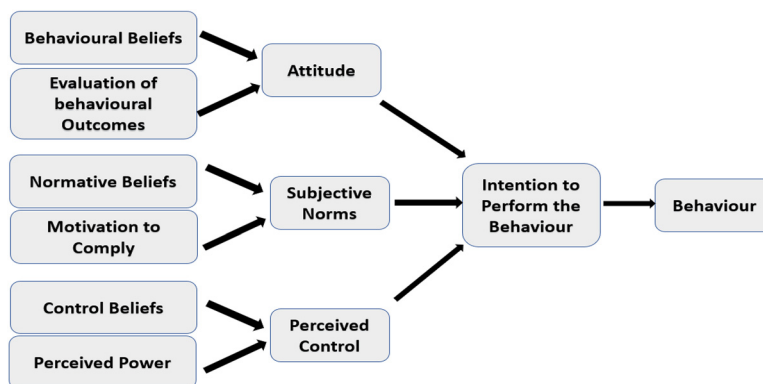 Behavioural Beliefs
Evaluation of
behavioural
Outcomes
Attitude
Normative Beliefs
Motivation to
Comply
Subjective
Norms
Control Beliefs
Perceived Power
Perceived
Control
Intention to
Perform the
Behaviour
Behaviour